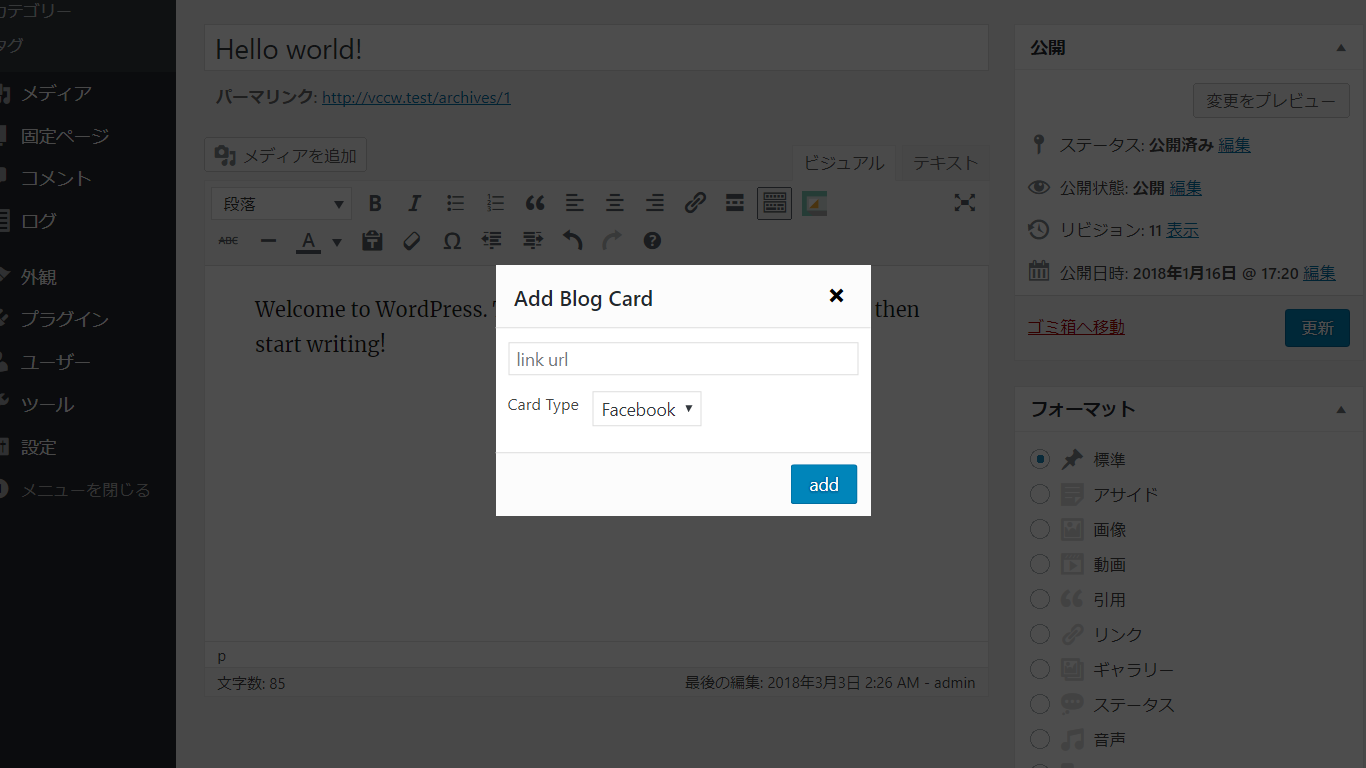 カテゴリー
タグ
メディア
固定ページ
コメント
ログ
外観
プラグイン
ユーザー
ツール
設定
メニューを閉じる
Hello world!
パーマリンク: http://vccw.test/archives/1
メディアを追加
ビジュアル
テキスト
段落
B I
ABC A T Ω ?
Welcome to WordPress. then
start writing!
p
文字数: 85
最後の編集: 2018年3月3日 2:26 AM - admin
Add Blog Card
link url
Card Type
Facebook
add
公開
変更をプレビュー
ステータス: 公開済み 編集
公開状態: 公開 編集
リビジョン: 11 表示
公開日時: 2018年1月16日 @ 17:20 編集
ゴミ箱へ移動
更新
フォーマット
標準
アサイド
画像
動画
引用
リンク
ギャラリー
ステータス
音声